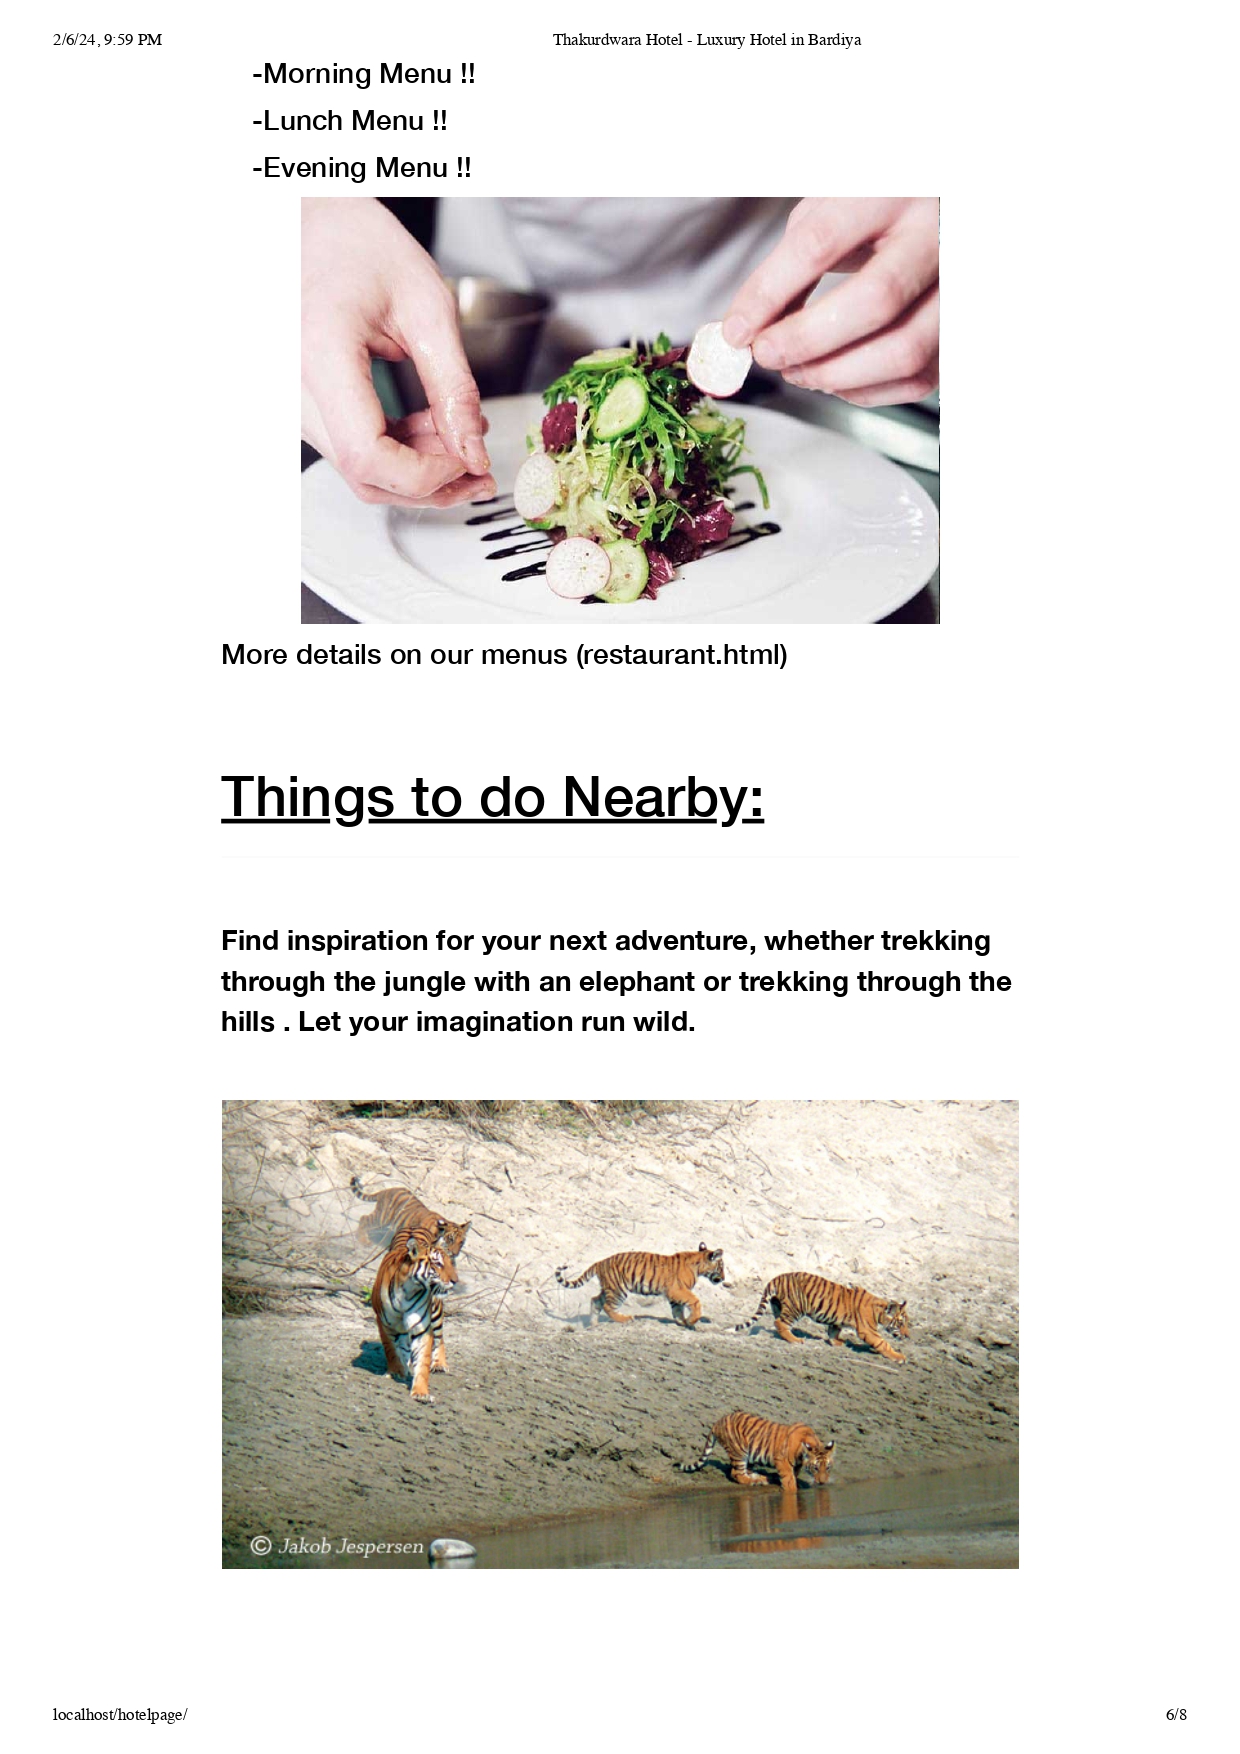 2/6/24, 9:59 PM
Thakurdwara Hotel - Luxury Hotel in Bardiya
-Morning Menu !!
-Lunch Menu !!
-Evening Menu !!
More details on our menus (restaurant.html)
Things to do Nearby:
Find inspiration for your next adventure, whether trekking
through the jungle with an elephant or trekking through the
hills . Let your imagination run wild.
© Jakob Jespersen
localhost/hotelpage/
6/8